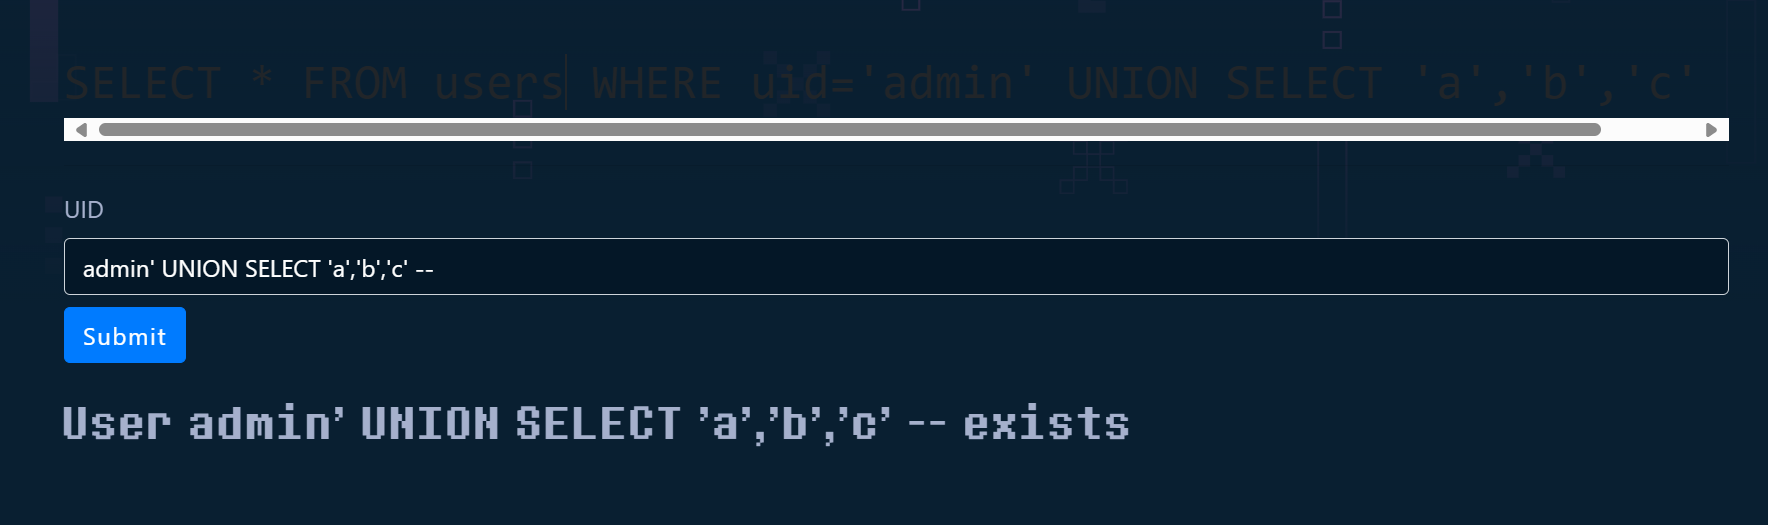 SELECT * FROM users WHERE uid='admin' UNION SELECT 'a','b','c'
UID
admin' UNION SELECT 'a','b','c' --
Submit
User admin' UNION SELECT 'a','b','c' -- exists